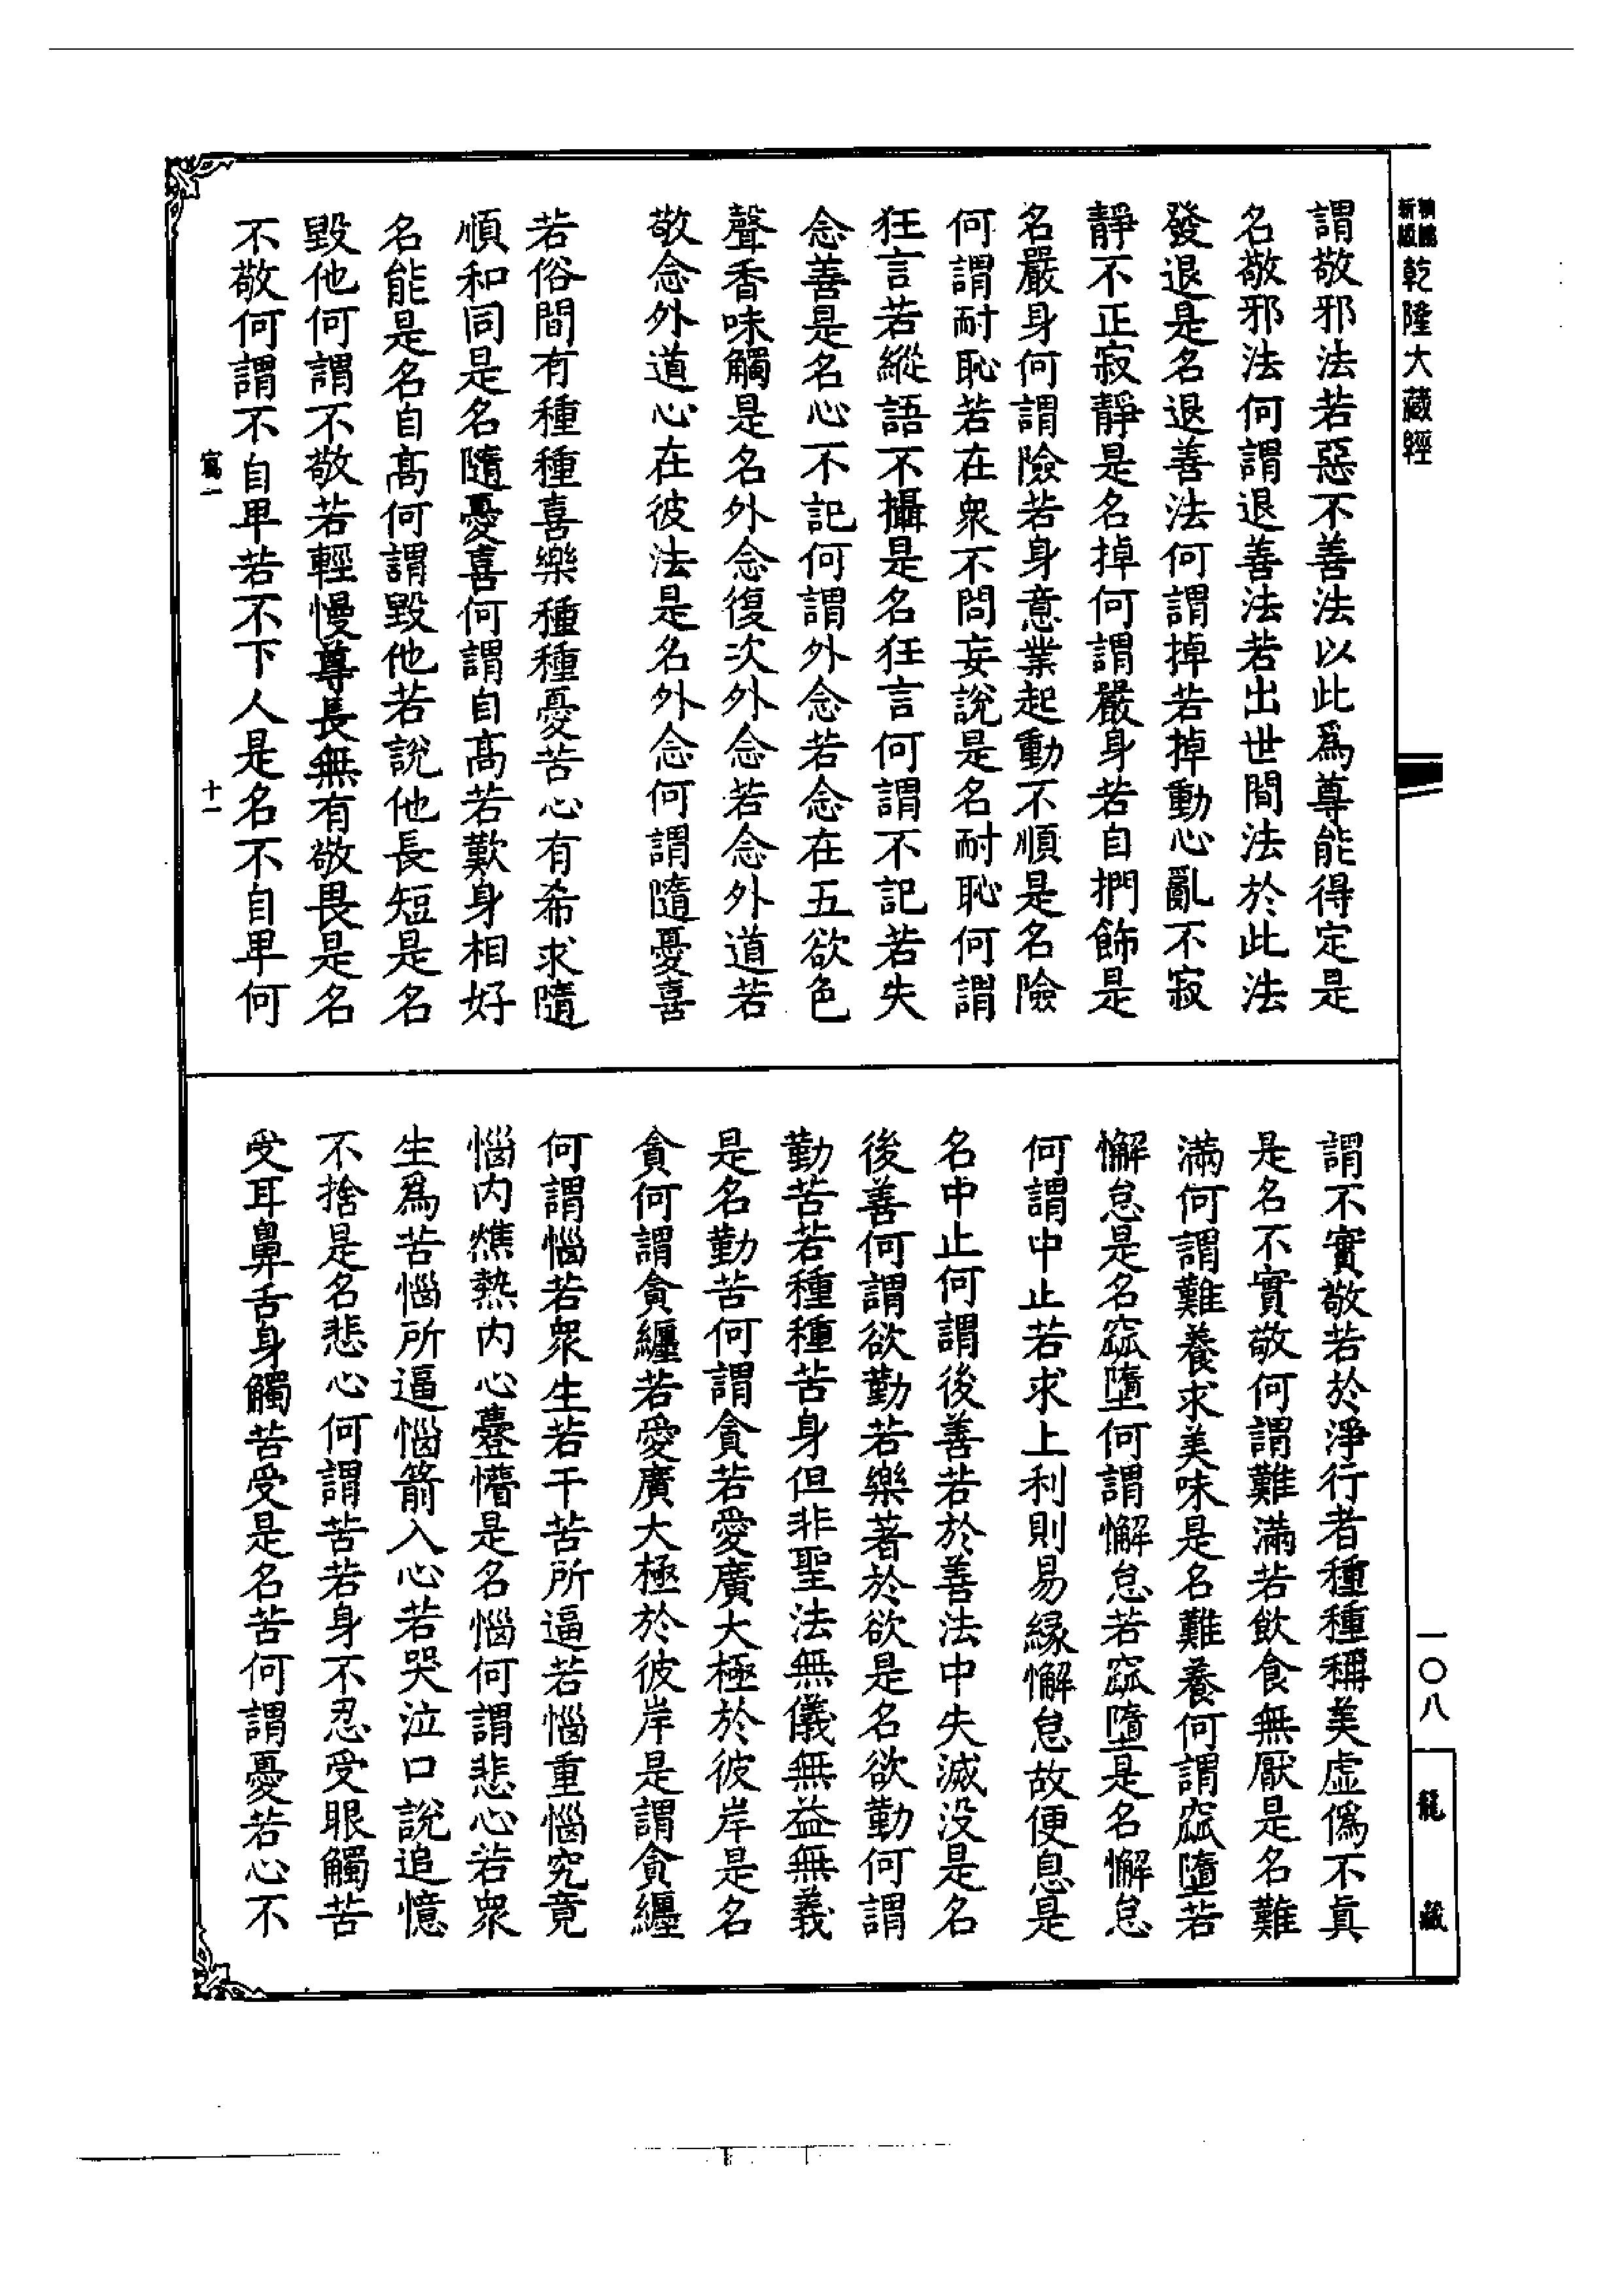 新版
乾隆大藏經
謂敬邪法若惡不善法以此爲尊能得定是
名敬邪法何謂退善法若出世間法於此法
發退是名退善法何謂掉若掉動心亂不寂
靜不正寂靜是名掉何謂嚴身若自捫飾是
名嚴身何謂險若身意業起動不順是名險
何謂耐恥若在衆不問妄說是名耐恥何謂
狂言若縱語不攝是名狂言何謂不記若失
念善是名心不記何謂外念若念在五欲色
聲香味觸是名外念復次外念若念外道若
敬念外道心在彼法是名外念何謂隨憂喜
若俗間有種種喜樂種種憂苦心有希求隨
順和同是名隨憂喜何謂自高若歎身相好
名能是名自高何謂毀他若說他長短是名
毀他何謂不敬若輕慢尊長無有敬畏是名
不敬何謂不自卑若不下人是名不自卑何
寫一
十一
謂不實敬若於淨行者種種稱美虛僞不真
是名不實敬何謂難滿若飲食無厭是名難
滿何謂難養求美味是名難養何謂窳墮若
懈怠是名窳墮何謂懈怠若窳墮是名懈怠
何謂中止若求上利則易緣懈怠故便息是
名中止何謂後善若於善法中失滅没是名
後善何謂欲勤若樂著於欲是名欲勤何謂
勤苦若種種苦身但非聖法無儀無益無義
是名勤苦何謂貪若愛廣大極於彼岸是名
貪何謂貪纏若愛廣大極於彼岸是謂貪纏
何謂惱若衆生若干苦所逼若惱重惱究竟
惱内燋熱内心薹懵是名惱何謂悲心若衆
生爲苦惱所逼惱箭入心若哭泣口說追憶
不捨是名悲心何謂苦若身不忍受眼觸苦
受耳鼻舌身觸苦受是名苦何謂憂若心不
一〇八
龍藏